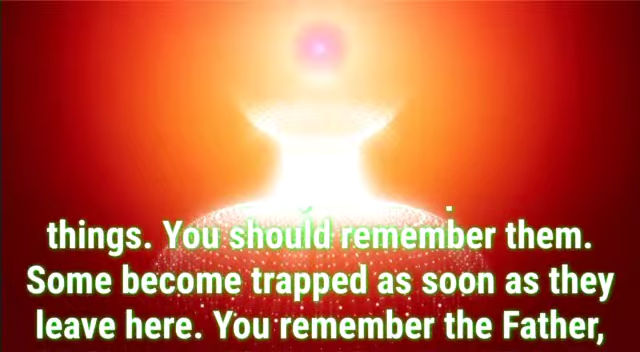 things. You should remember them.
Some become trapped as soon as they
leave here. You remember the Father,